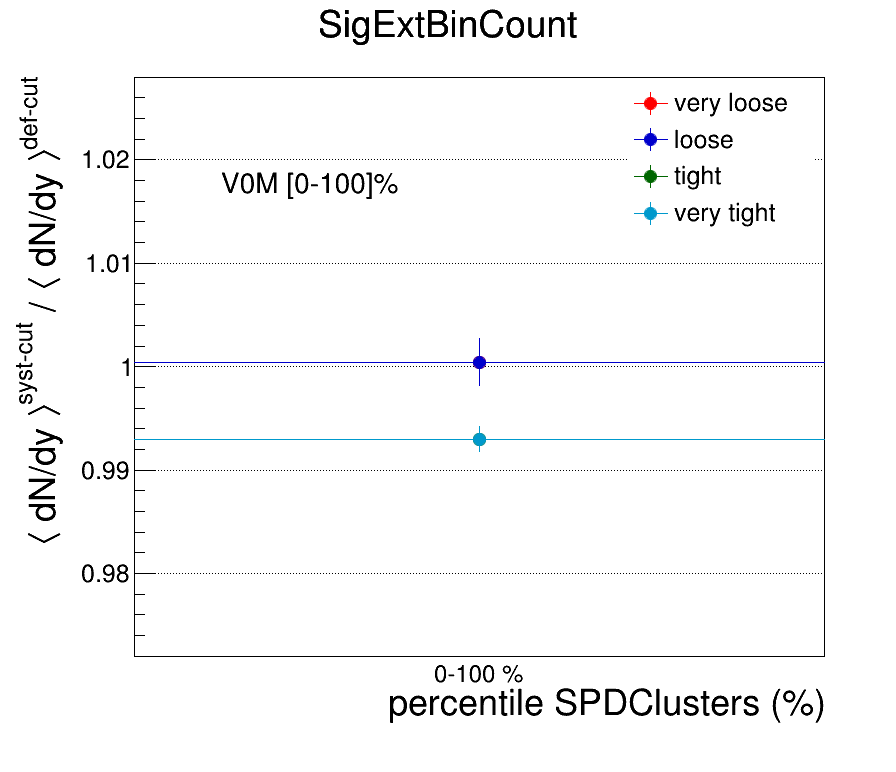 SigExtBinCount
⟨ dN/dy ⟩^syst-cut / ⟨ dN/dy ⟩^def-cut
1.02
1.01
1
0.99
0.98
V0M [0-100]%
very loose
loose
tight
very tight
0-100 %
percentile SPDClusters (%)